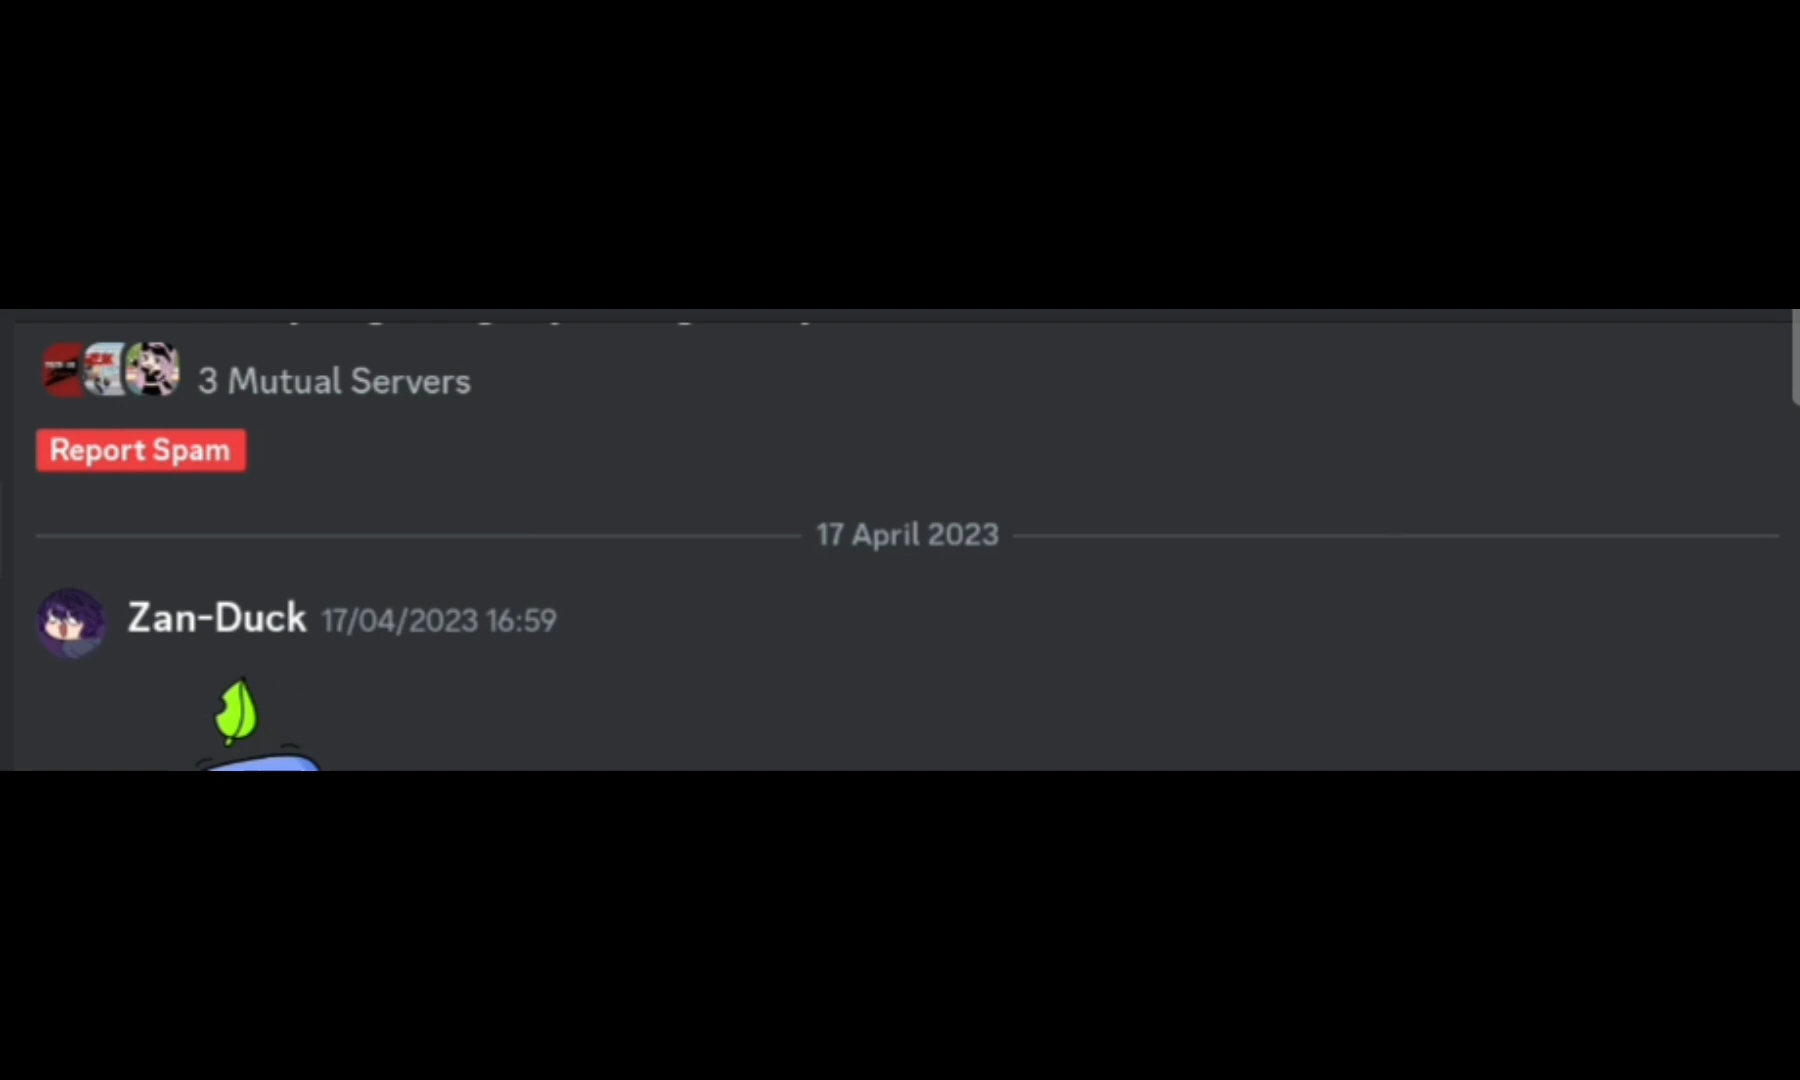 3 Mutual Servers
Report Spam
17 April 2023
Zan-Duck 17/04/2023 16:59